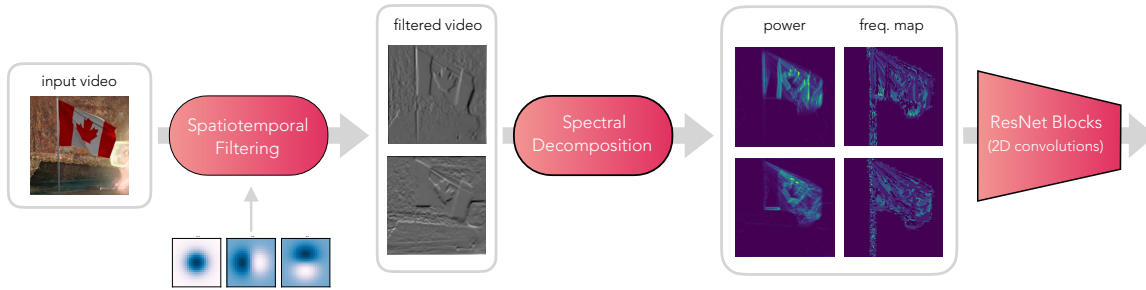 input video
Spatiotemporal
Filtering
filtered video
Spectral
Decomposition
power
freq. map
ResNet Blocks
(2D convolutions)